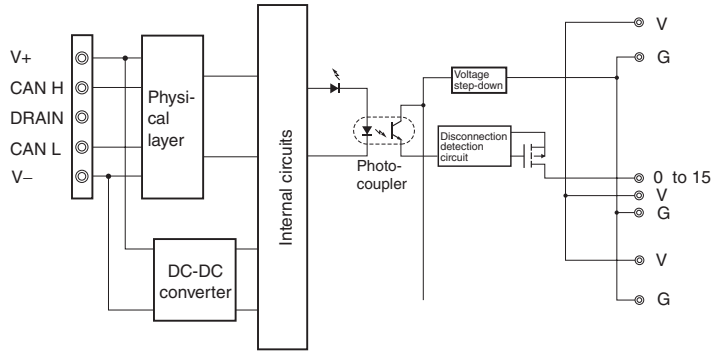 V+
CAN H
DRAIN
CAN L
V–
Physi-
cal
layer
DC-DC
converter
Internal circuits
Photo-
coupler
Voltage
step-down
Disconnection
detection
circuit
V
G
0 to 15
V
G
V
G